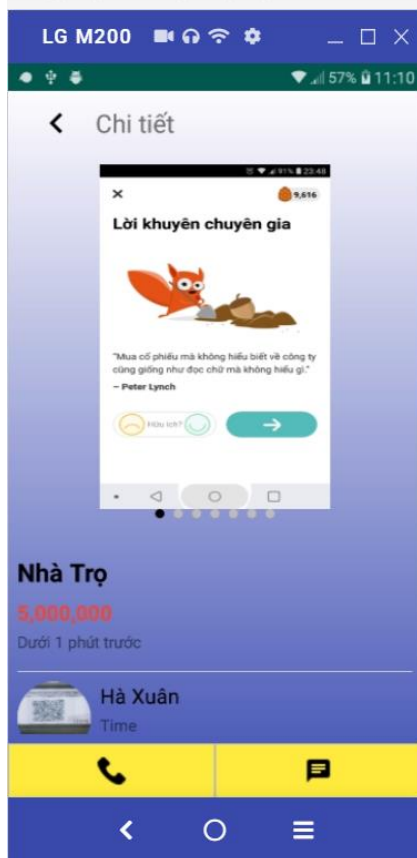 LG M200
57% 11:10
Chi tiết
91% 23:48
9,616
Lời khuyên chuyên gia
"Mua cổ phiếu mà không hiểu biết về công ty
cũng giống như đọc chữ mà không hiểu gì."
– Peter Lynch
Hữu ích?
Nhà Trọ
5,000,000
Dưới 1 phút trước
Hà Xuân
Time